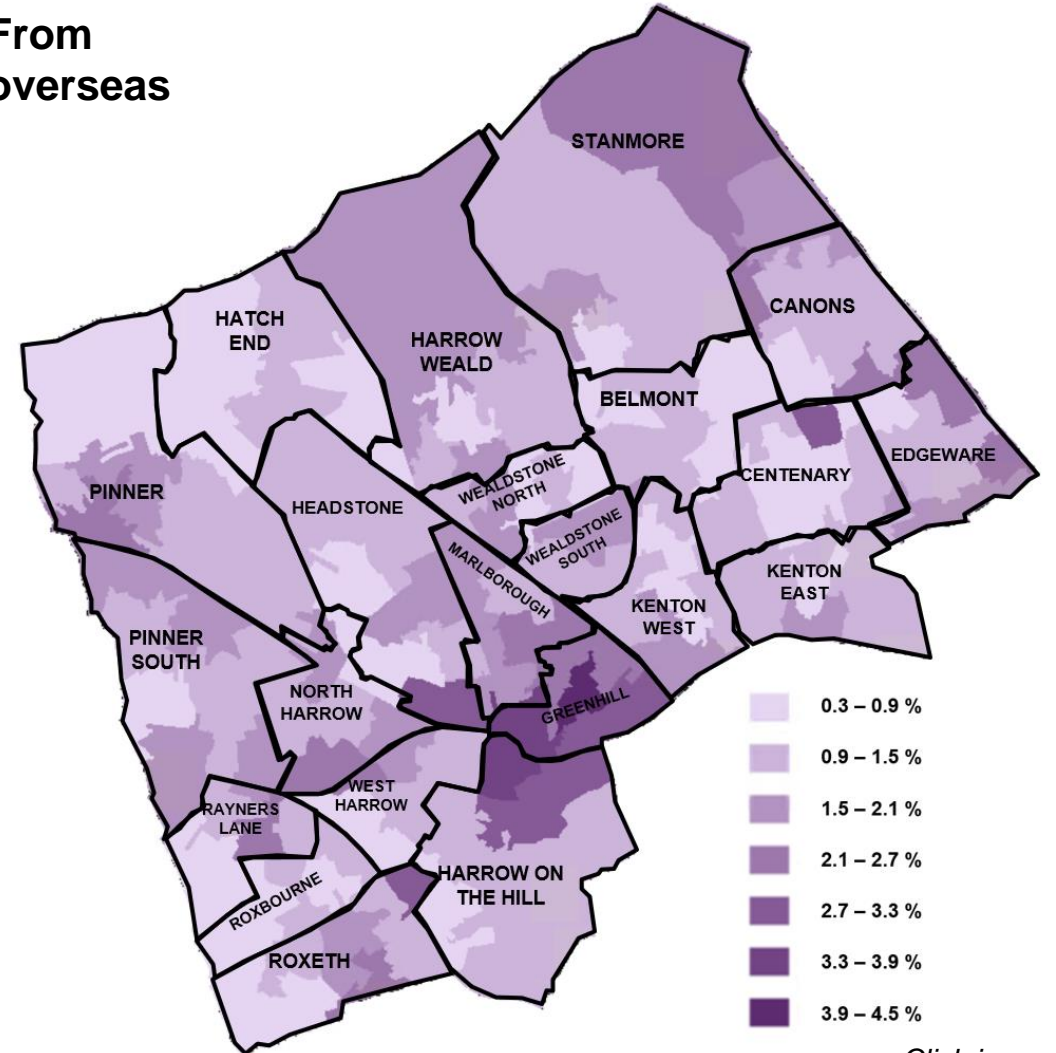 From
overseas
STANMORE
CANONS
HATCH
END
HARROW
WEALD
BELMONT
EDGEWARE
CENTENARY
PINNER
HEADSTONE
WEALDSTONE
NORTH
WEALDSTONE
SOUTH
MARLBOROUGH
KENTON
EAST
KENTON
WEST
PINNER
SOUTH
NORTH
HARROW
GREENHILL
WEST
HARROW
RAYNERS
LANE
HARROW ON
THE HILL
ROXBOURNE
ROXETH
0.3 – 0.9 %
0.9 – 1.5 %
1.5 – 2.1 %
2.1 – 2.7 %
2.7 – 3.3 %
3.3 – 3.9 %
3.9 – 4.5 %